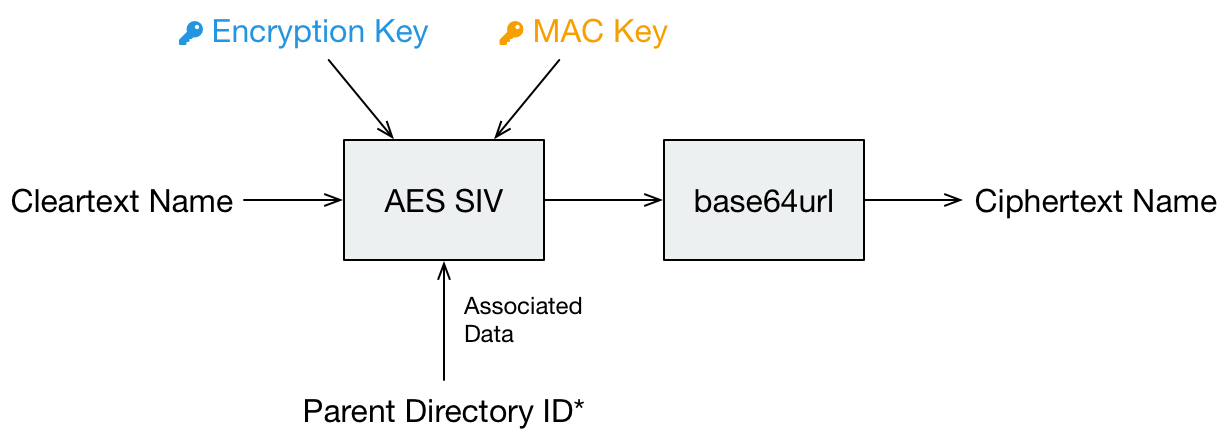 Encryption Key
MAC Key
Cleartext Name
AES SIV
base64url
Ciphertext Name
Associated
Data
Parent Directory ID*